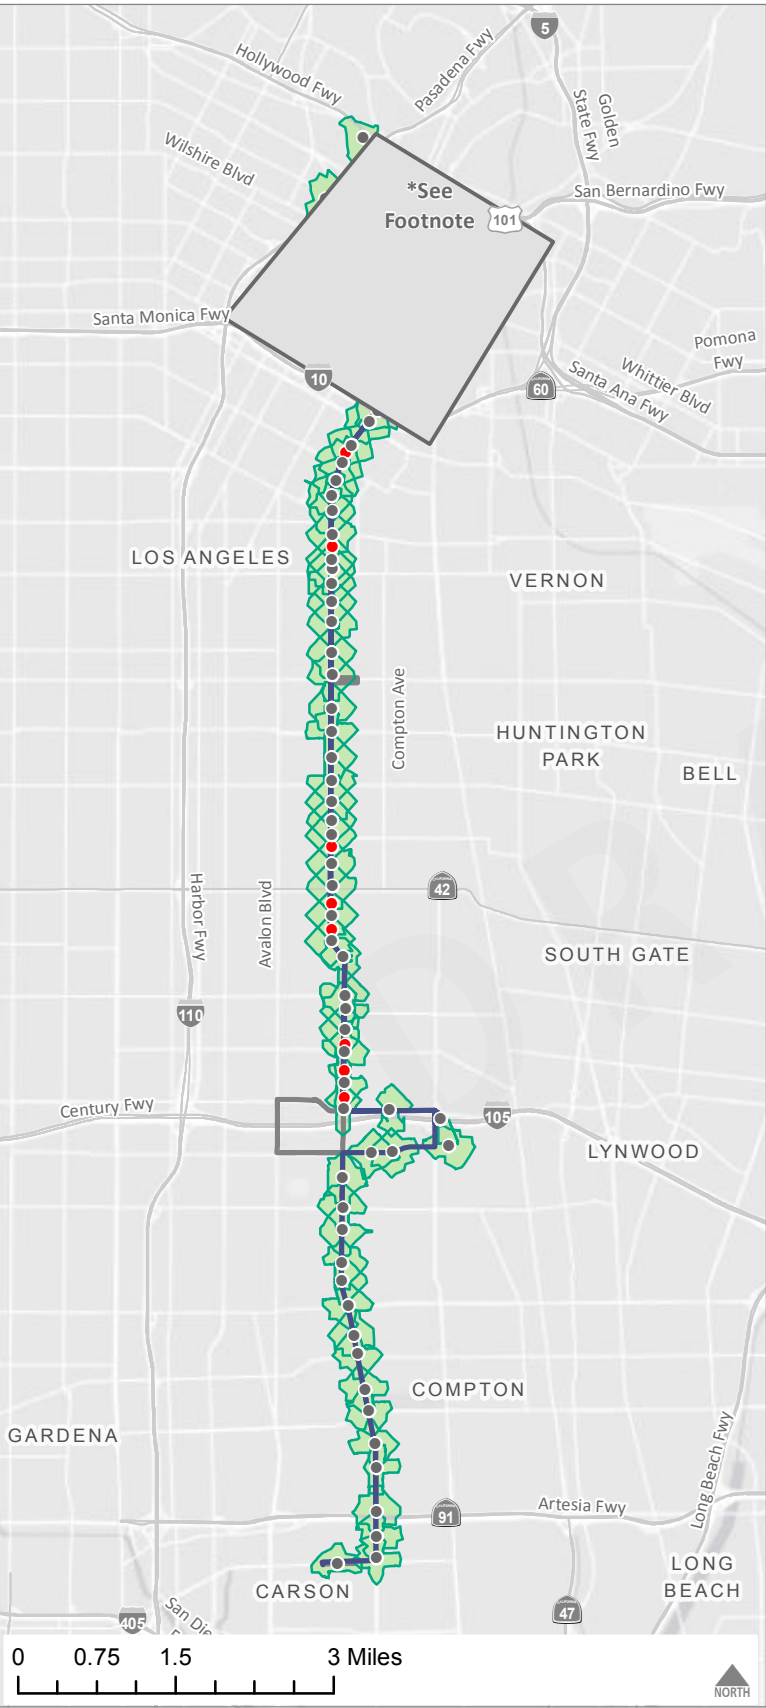 5
Hollywood Fwy
Pasadena Fwy
Golden
State Fwy
Wilshire Blvd
*See
Footnote
101
San Bernardino Fwy
Santa Monica Fwy
10
Pomona
Fwy
Whittier Blvd
60
Santa Ana Fwy
LOS ANGELES
VERNON
Compton Ave
HUNTINGTON
PARK
BELL
Harbor Fwy
Avalon Blvd
42
SOUTH GATE
110
Century Fwy
105
LYNWOOD
COMPTON
GARDENA
Long Beach Fwy
Artesia Fwy
91
LONG
BEACH
CARSON
San Die
405
47
0 0.75 1.5 3 Miles
NORTH